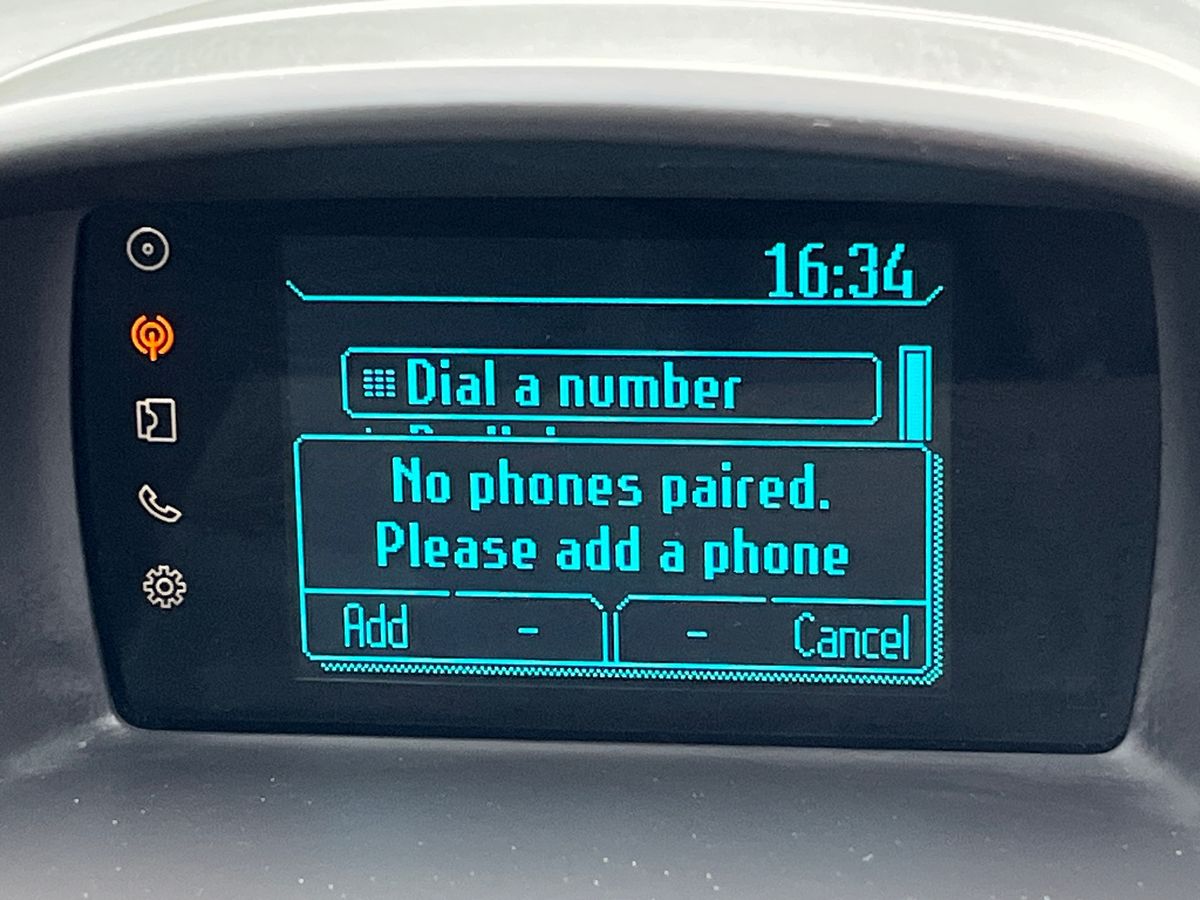 16:34
Dial a number
No phones paired.
Please add a phone
Add - - Cancel